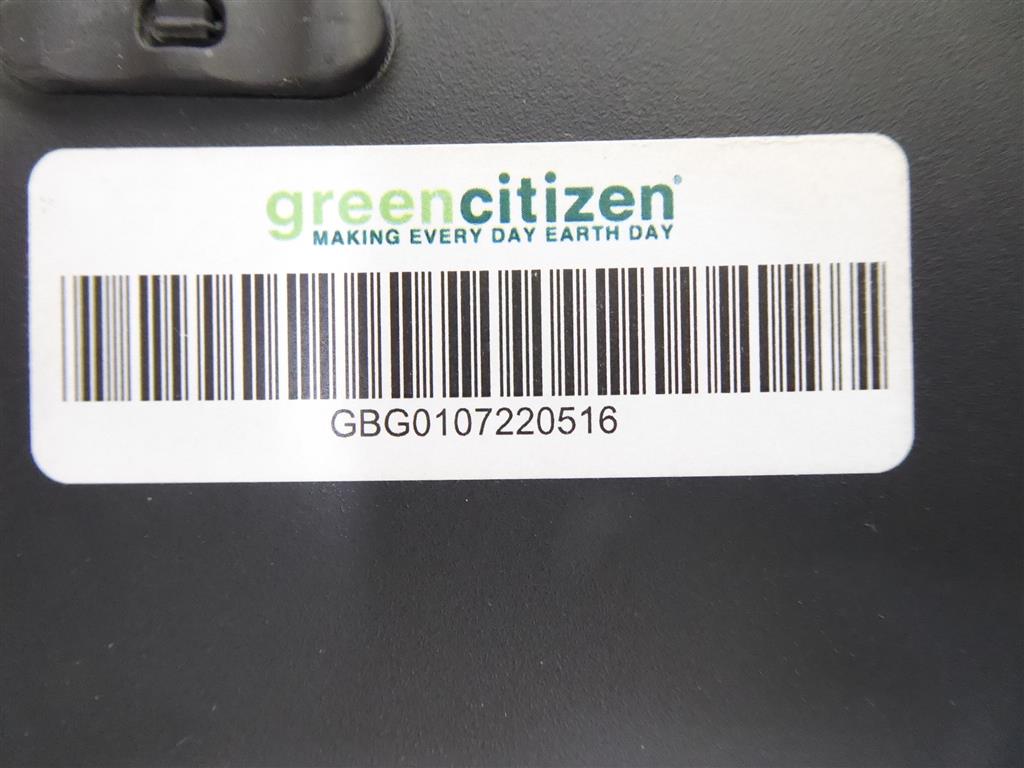 greencitizen®
MAKING EVERY DAY EARTH DAY
GBG0107220516